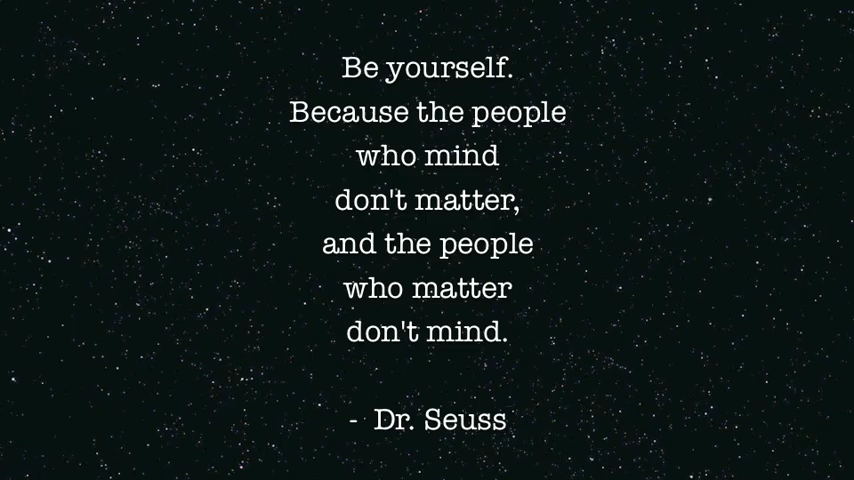 Be yourself.
Because the people
who mind
don't matter,
and the people
who matter
don't mind.
- Dr. Seuss